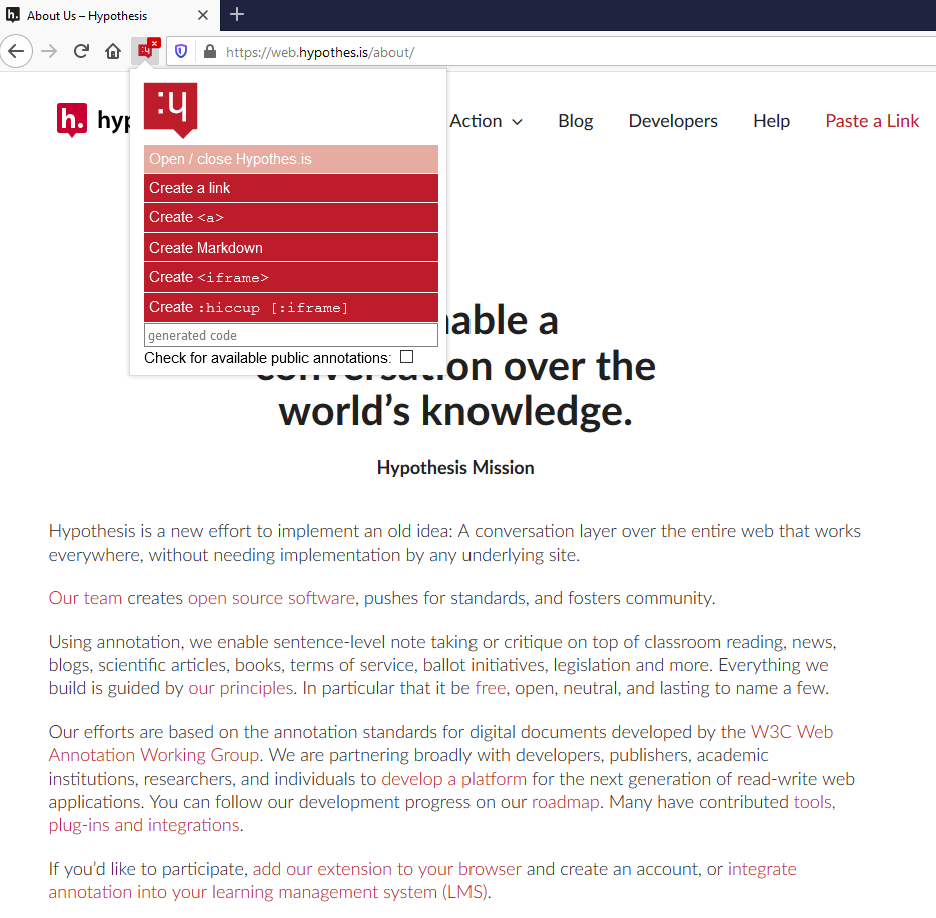 About Us – Hypothesis
https://web.hypothes.is/about/
h. hyp
Action
Blog
Developers
Help
Paste a Link
:y
Open / close Hypothes.is
Create a link
Create <a>
Create Markdown
Create <iframe>
Create :hiccup [:iframe]
generated code
Check for available public annotations:
able a
conversation over the
world’s knowledge.
Hypothesis Mission
Hypothesis is a new effort to implement an old idea: A conversation layer over the entire web that works
everywhere, without needing implementation by any underlying site.
Our team creates open source software, pushes for standards, and fosters community.
Using annotation, we enable sentence-level note taking or critique on top of classroom reading, news,
blogs, scientific articles, books, terms of service, ballot initiatives, legislation and more. Everything we
build is guided by our principles. In particular that it be free, open, neutral, and lasting to name a few.
Our efforts are based on the annotation standards for digital documents developed by the W3C Web
Annotation Working Group. We are partnering broadly with developers, publishers, academic
institutions, researchers, and individuals to develop a platform for the next generation of read-write web
applications. You can follow our development progress on our roadmap. Many have contributed tools,
plug-ins and integrations.
If you’d like to participate, add our extension to your browser and create an account, or integrate
annotation into your learning management system (LMS).